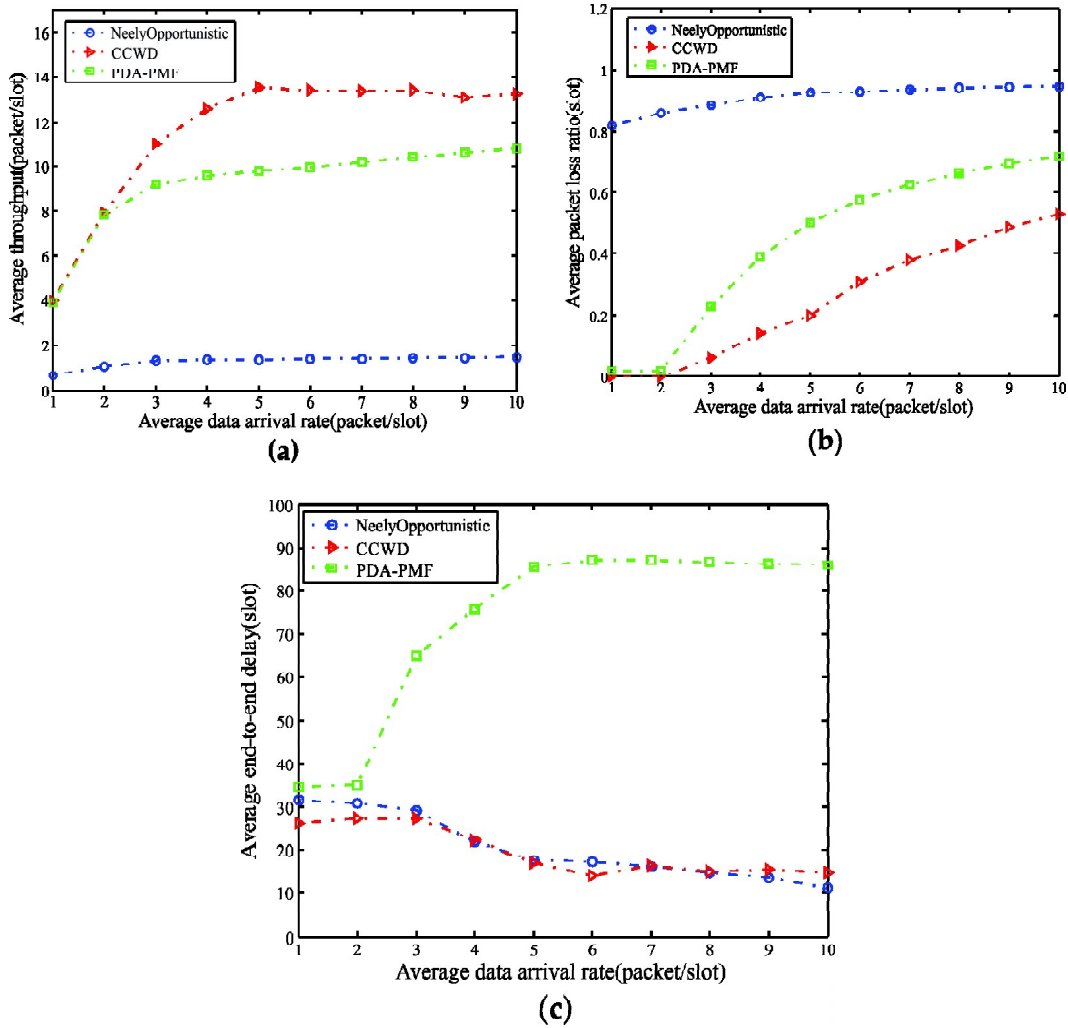 16
14
12
10
8
6
4
2
0
Average throughput(packet/slot)
NeelyOpportunistic
CCWD
PDA-PMF
1 2 3 4 5 6 7 8 9 10
Average data arrival rate(packet/slot)
(a)
1.2
1
0.8
0.6
0.4
0.2
0
Average packet loss ratio(slot)
NeelyOpportunistic
CCWD
PDA-PMF
1 2 3 4 5 6 7 8 9 10
Average data arrival rate(packet/slot)
(b)
100
90
80
70
60
50
40
30
20
10
0
Average end-to-end delay(slot)
NeelyOpportunistic
CCWD
PDA-PMF
1 2 3 4 5 6 7 8 9 10
Average data arrival rate(packet/slot)
(c)